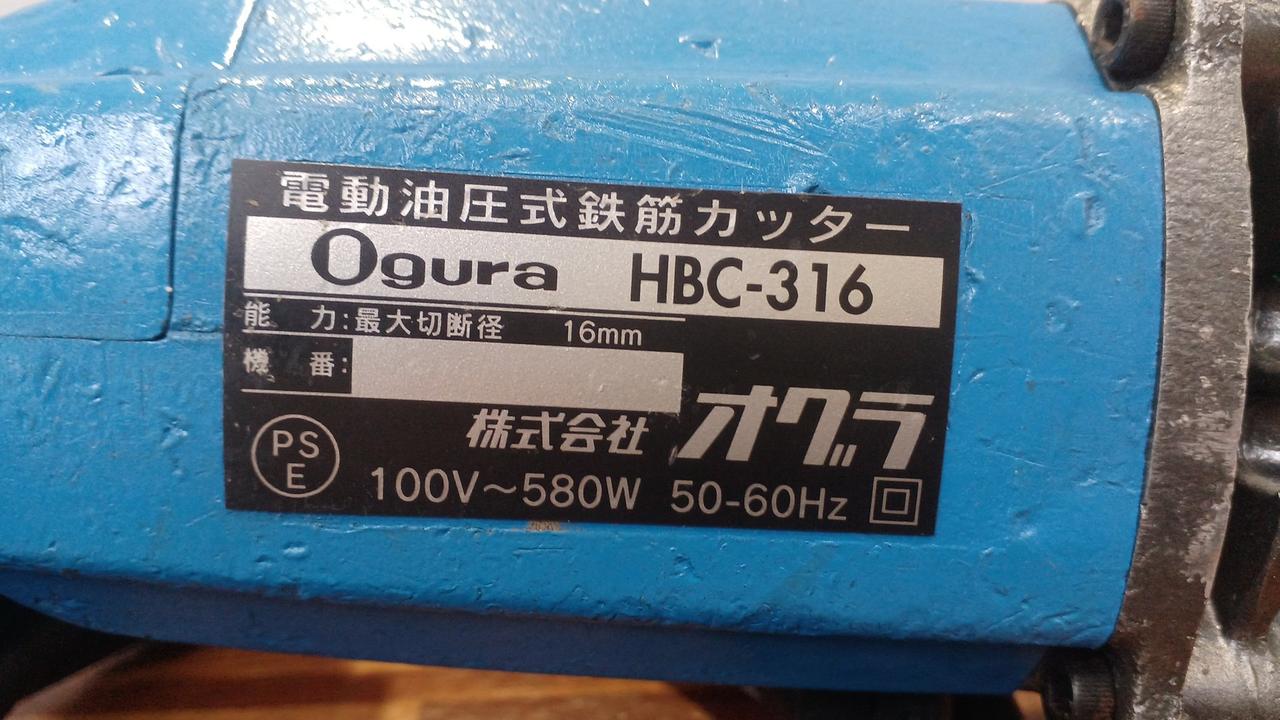 電動油圧式鉄筋カッター
Ogura HBC-316
能 力:最大切断径 16mm
機 番:
株式会社 オグラ
PS
E
100V~580W 50-60Hz